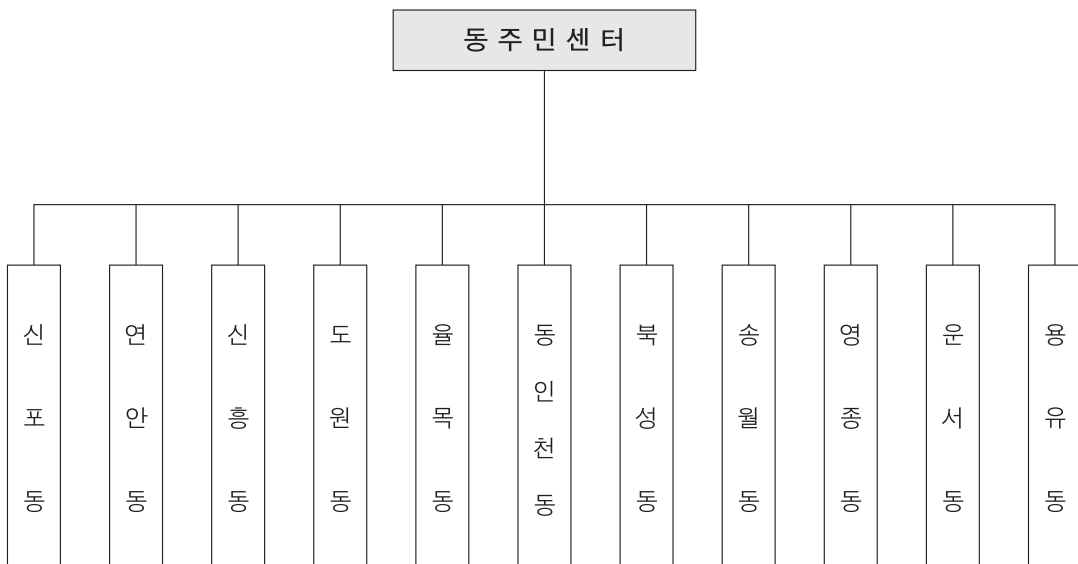 동주민센터
신포동
연안동
신흥동
도원동
율목동
동인천동
북성동
송월동
영종동
운서동
용유동